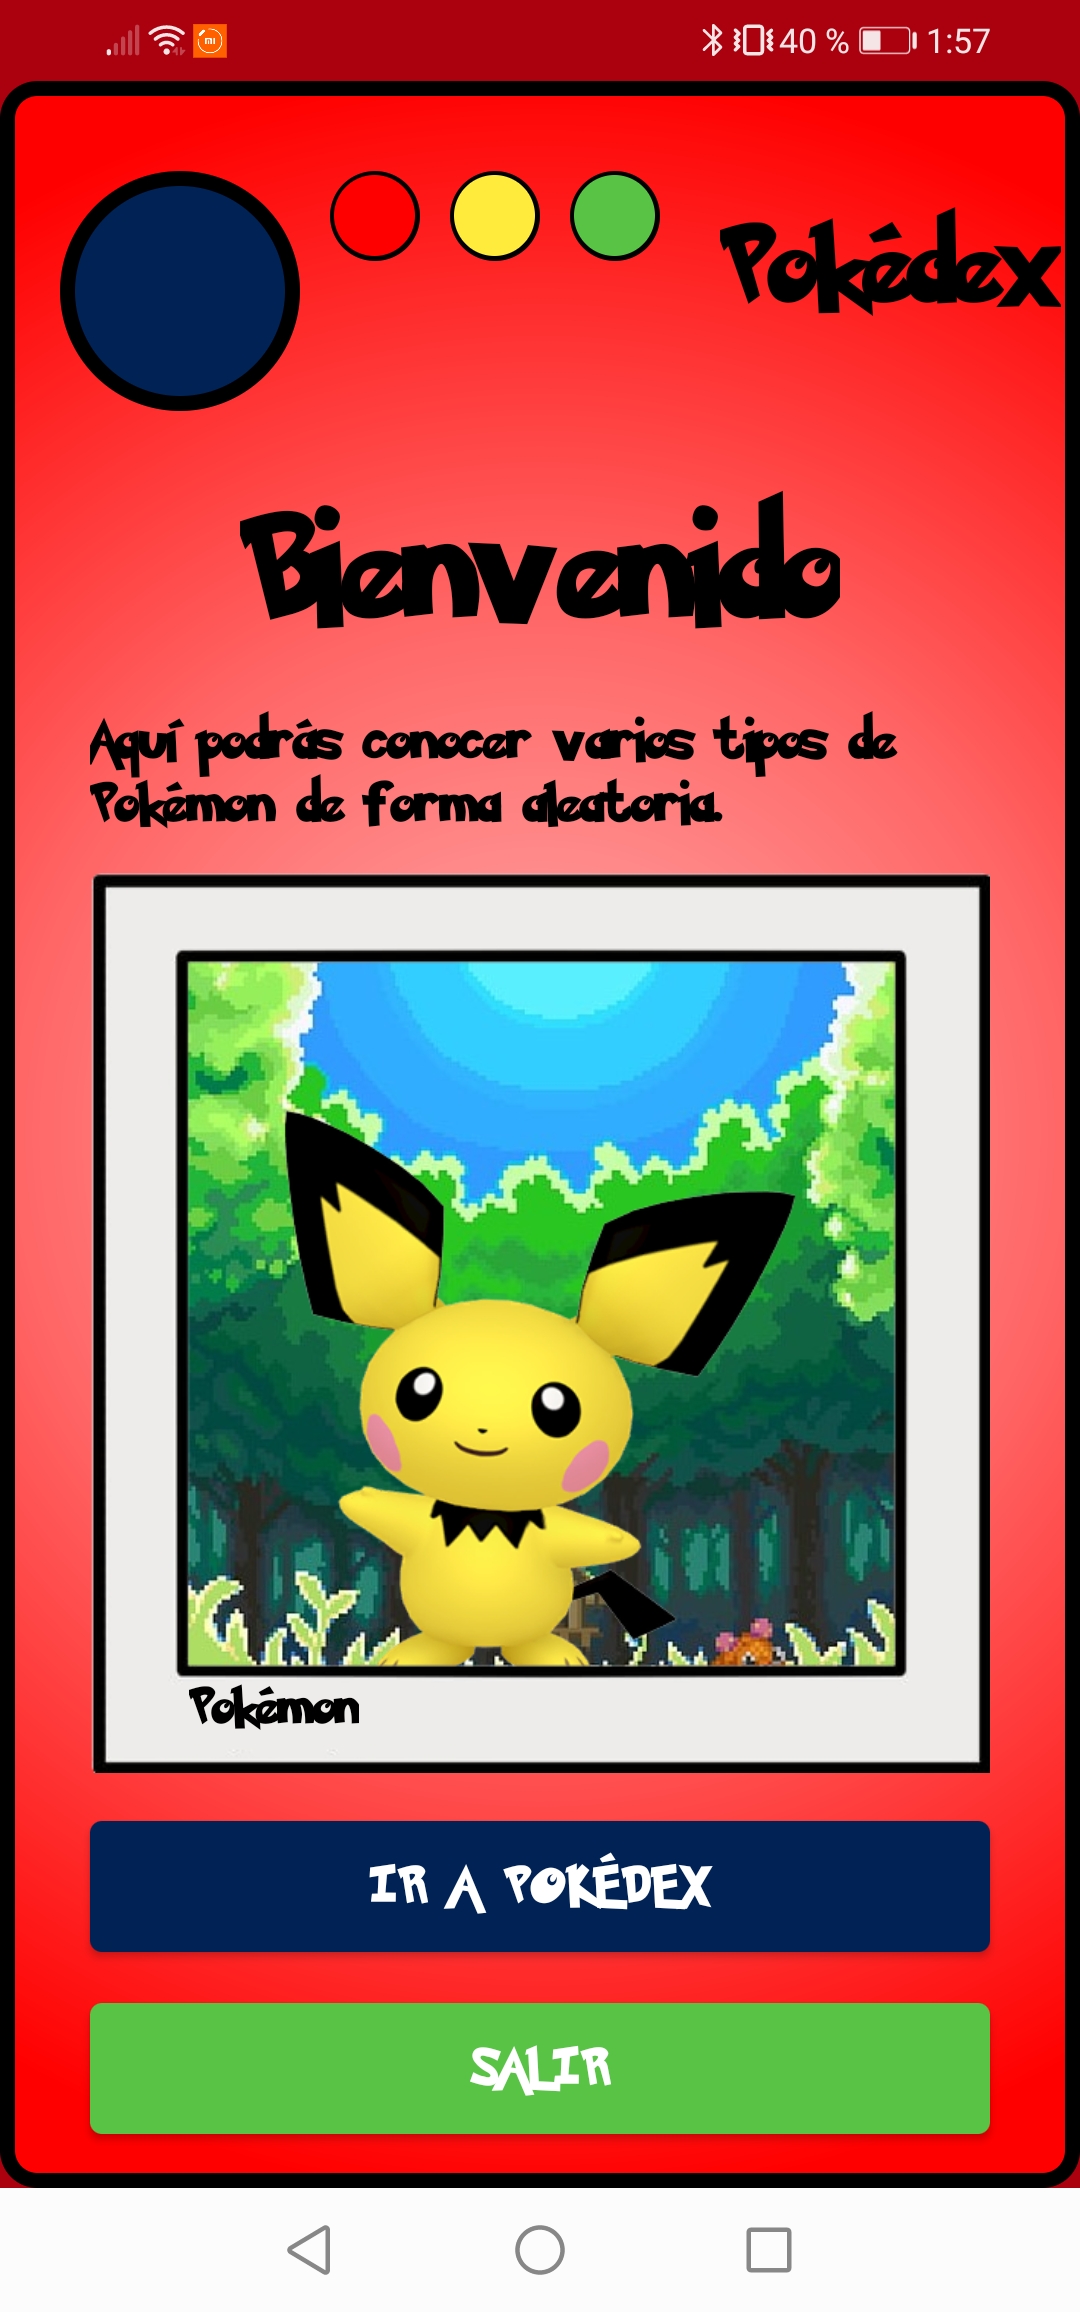 40 % 1:57
Pokédex
Bienvenido
Aquí podrás conocer varios tipos de
Pokémon de forma aleatoria.
Pokémon
IR A POKÉDEX
SALIR